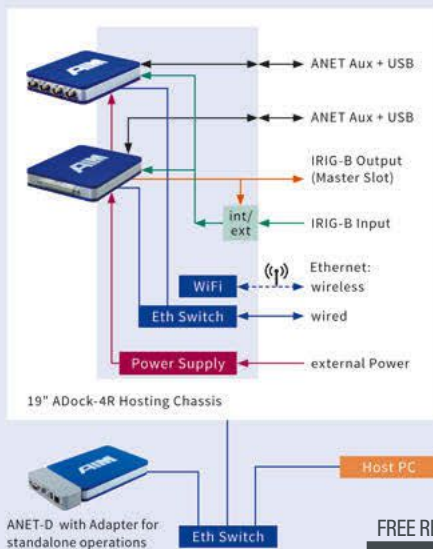 AIM
ANET Aux + USB
AIM
ANET Aux + USB
IRIG-B Output
(Master Slot)
int/
ext
IRIG-B Input
WiFi
Ethernet:
wireless
Eth Switch
wired
Power Supply
external Power
19" ADock-4R Hosting Chassis
AIM
Host PC
ANET-D with Adapter for
standalone operations
Eth Switch